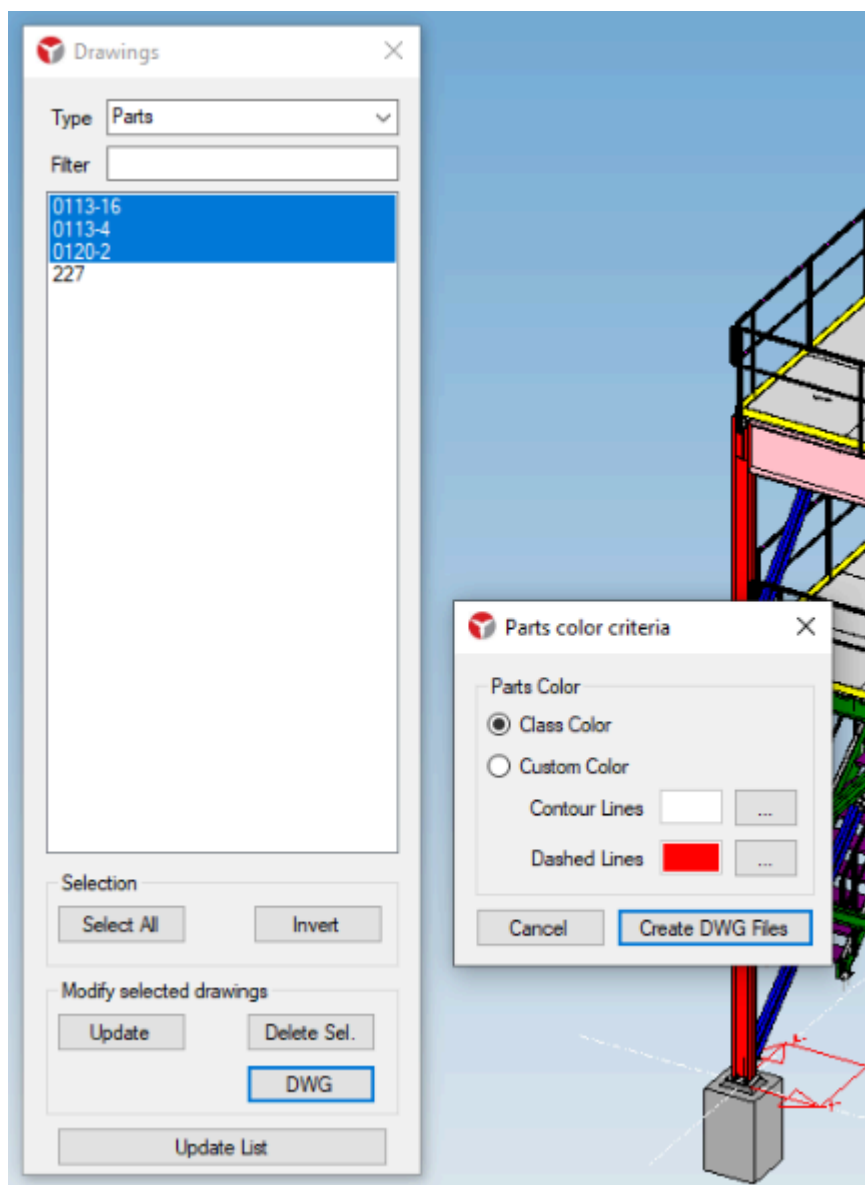 Drawings
Type Parts
Filter
0113-16
0113-4
0120-2
227
Selection
Select All Invert
Modify selected drawings
Update Delete Sel.
DWG
Update List
Parts color criteria
Parts Color
Class Color
Custom Color
Contour Lines ...
Dashed Lines ...
Cancel Create DWG Files